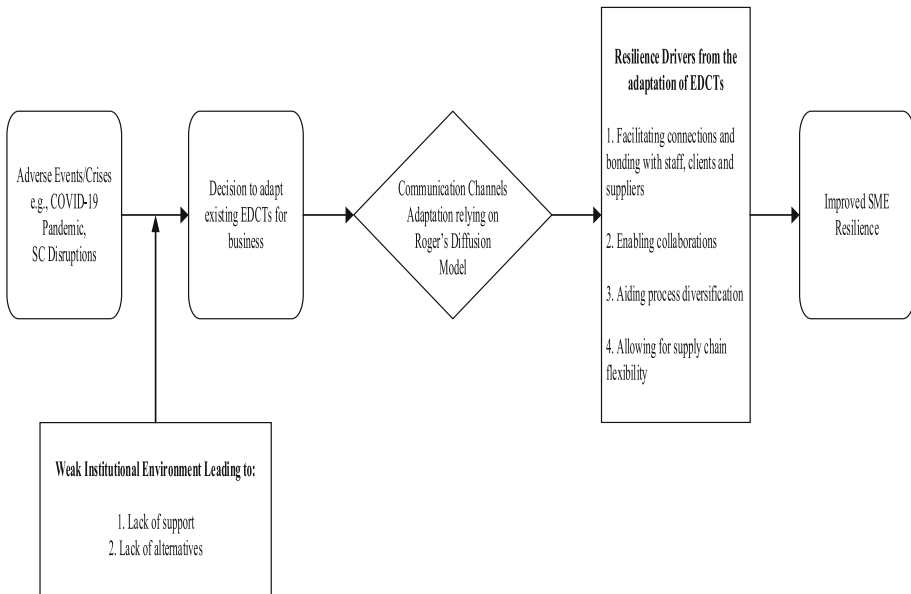 Adverse Events/Crises
e.g., COVID-19
Pandemic,
SC Disruptions
Decision to adapt
existing EDCTs for
business
Communication Channels
Adaptation relying on
Roger's Diffusion
Model
Resilience Drivers from the
adaptation of EDCTs
1. Facilitating connections and
bonding with staff, clients and
suppliers
2. Enabling collaborations
3. Aiding process diversification
4. Allowing for supply chain
flexibility
Improved SME
Resilience
Weak Institutional Environment Leading to:
1. Lack of support
2. Lack of alternatives